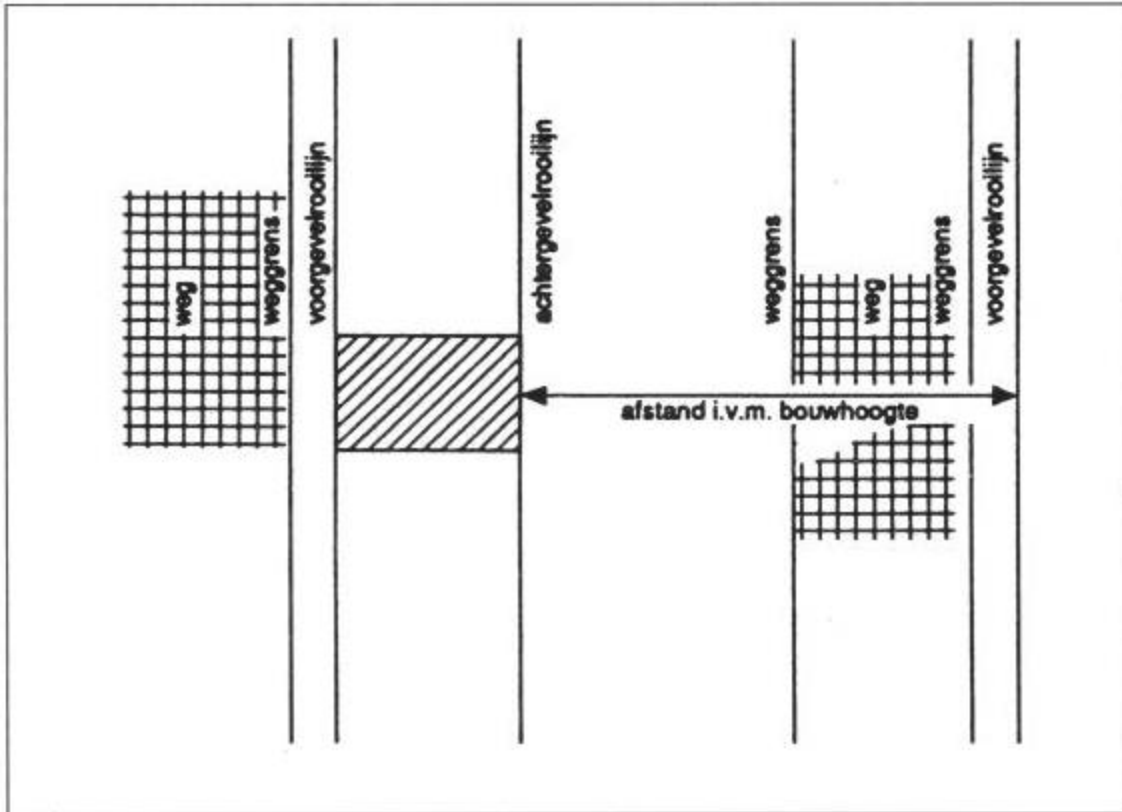 weg
weggrens
voorgevelrooilijn
achtergevelrooilijn
weggrens
weg
weggrens
voorgevelrooilijn
afstand i.v.m. bouwhoogte